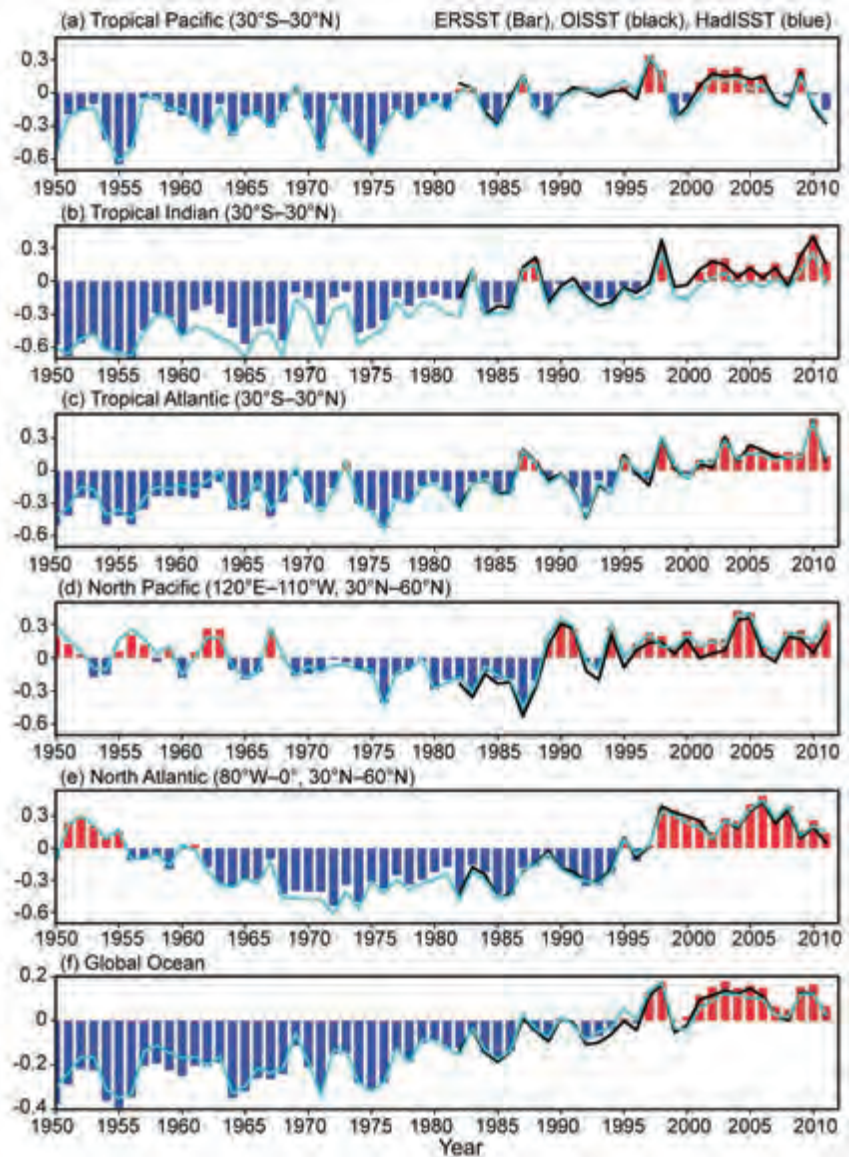 (a) Tropical Pacific (30°S–30°N) ERSST (Bar), OISST (black), HadISST (blue)
0.3
0
-0.3
-0.6
1950 1955 1960 1965 1970 1975 1980 1985 1990 1995 2000 2005 2010
(b) Tropical Indian (30°S–30°N)
0.3
0
-0.3
-0.6
1950 1955 1960 1965 1970 1975 1980 1985 1990 1995 2000 2005 2010
(c) Tropical Atlantic (30°S–30°N)
0.3
0
-0.3
-0.6
1950 1955 1960 1965 1970 1975 1980 1985 1990 1995 2000 2005 2010
(d) North Pacific (120°E–110°W, 30°N–60°N)
0.3
0
-0.3
-0.6
1950 1955 1960 1965 1970 1975 1980 1985 1990 1995 2000 2005 2010
(e) North Atlantic (80°W–0°, 30°N–60°N)
0.3
0
-0.3
-0.6
1950 1955 1960 1965 1970 1975 1980 1985 1990 1995 2000 2005 2010
(f) Global Ocean
0.2
0
-0.2
-0.4
1950 1955 1960 1965 1970 1975 1980 1985 1990 1995 2000 2005 2010
Year